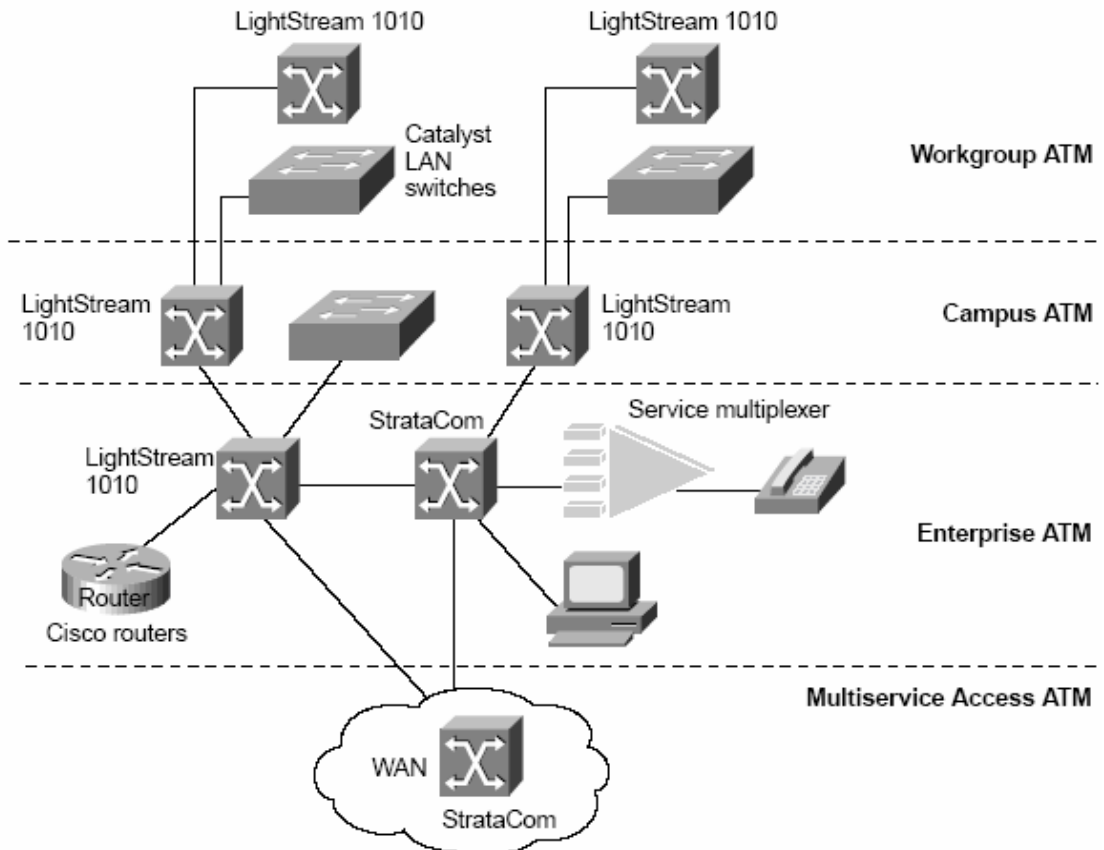 LightStream 1010
LightStream 1010
Catalyst
LAN
switches
Workgroup ATM
LightStream
1010
LightStream
1010
Campus ATM
StrataCom
Service multiplexer
LightStream
1010
Enterprise ATM
Router
Cisco routers
Multiservice Access ATM
WAN
StrataCom